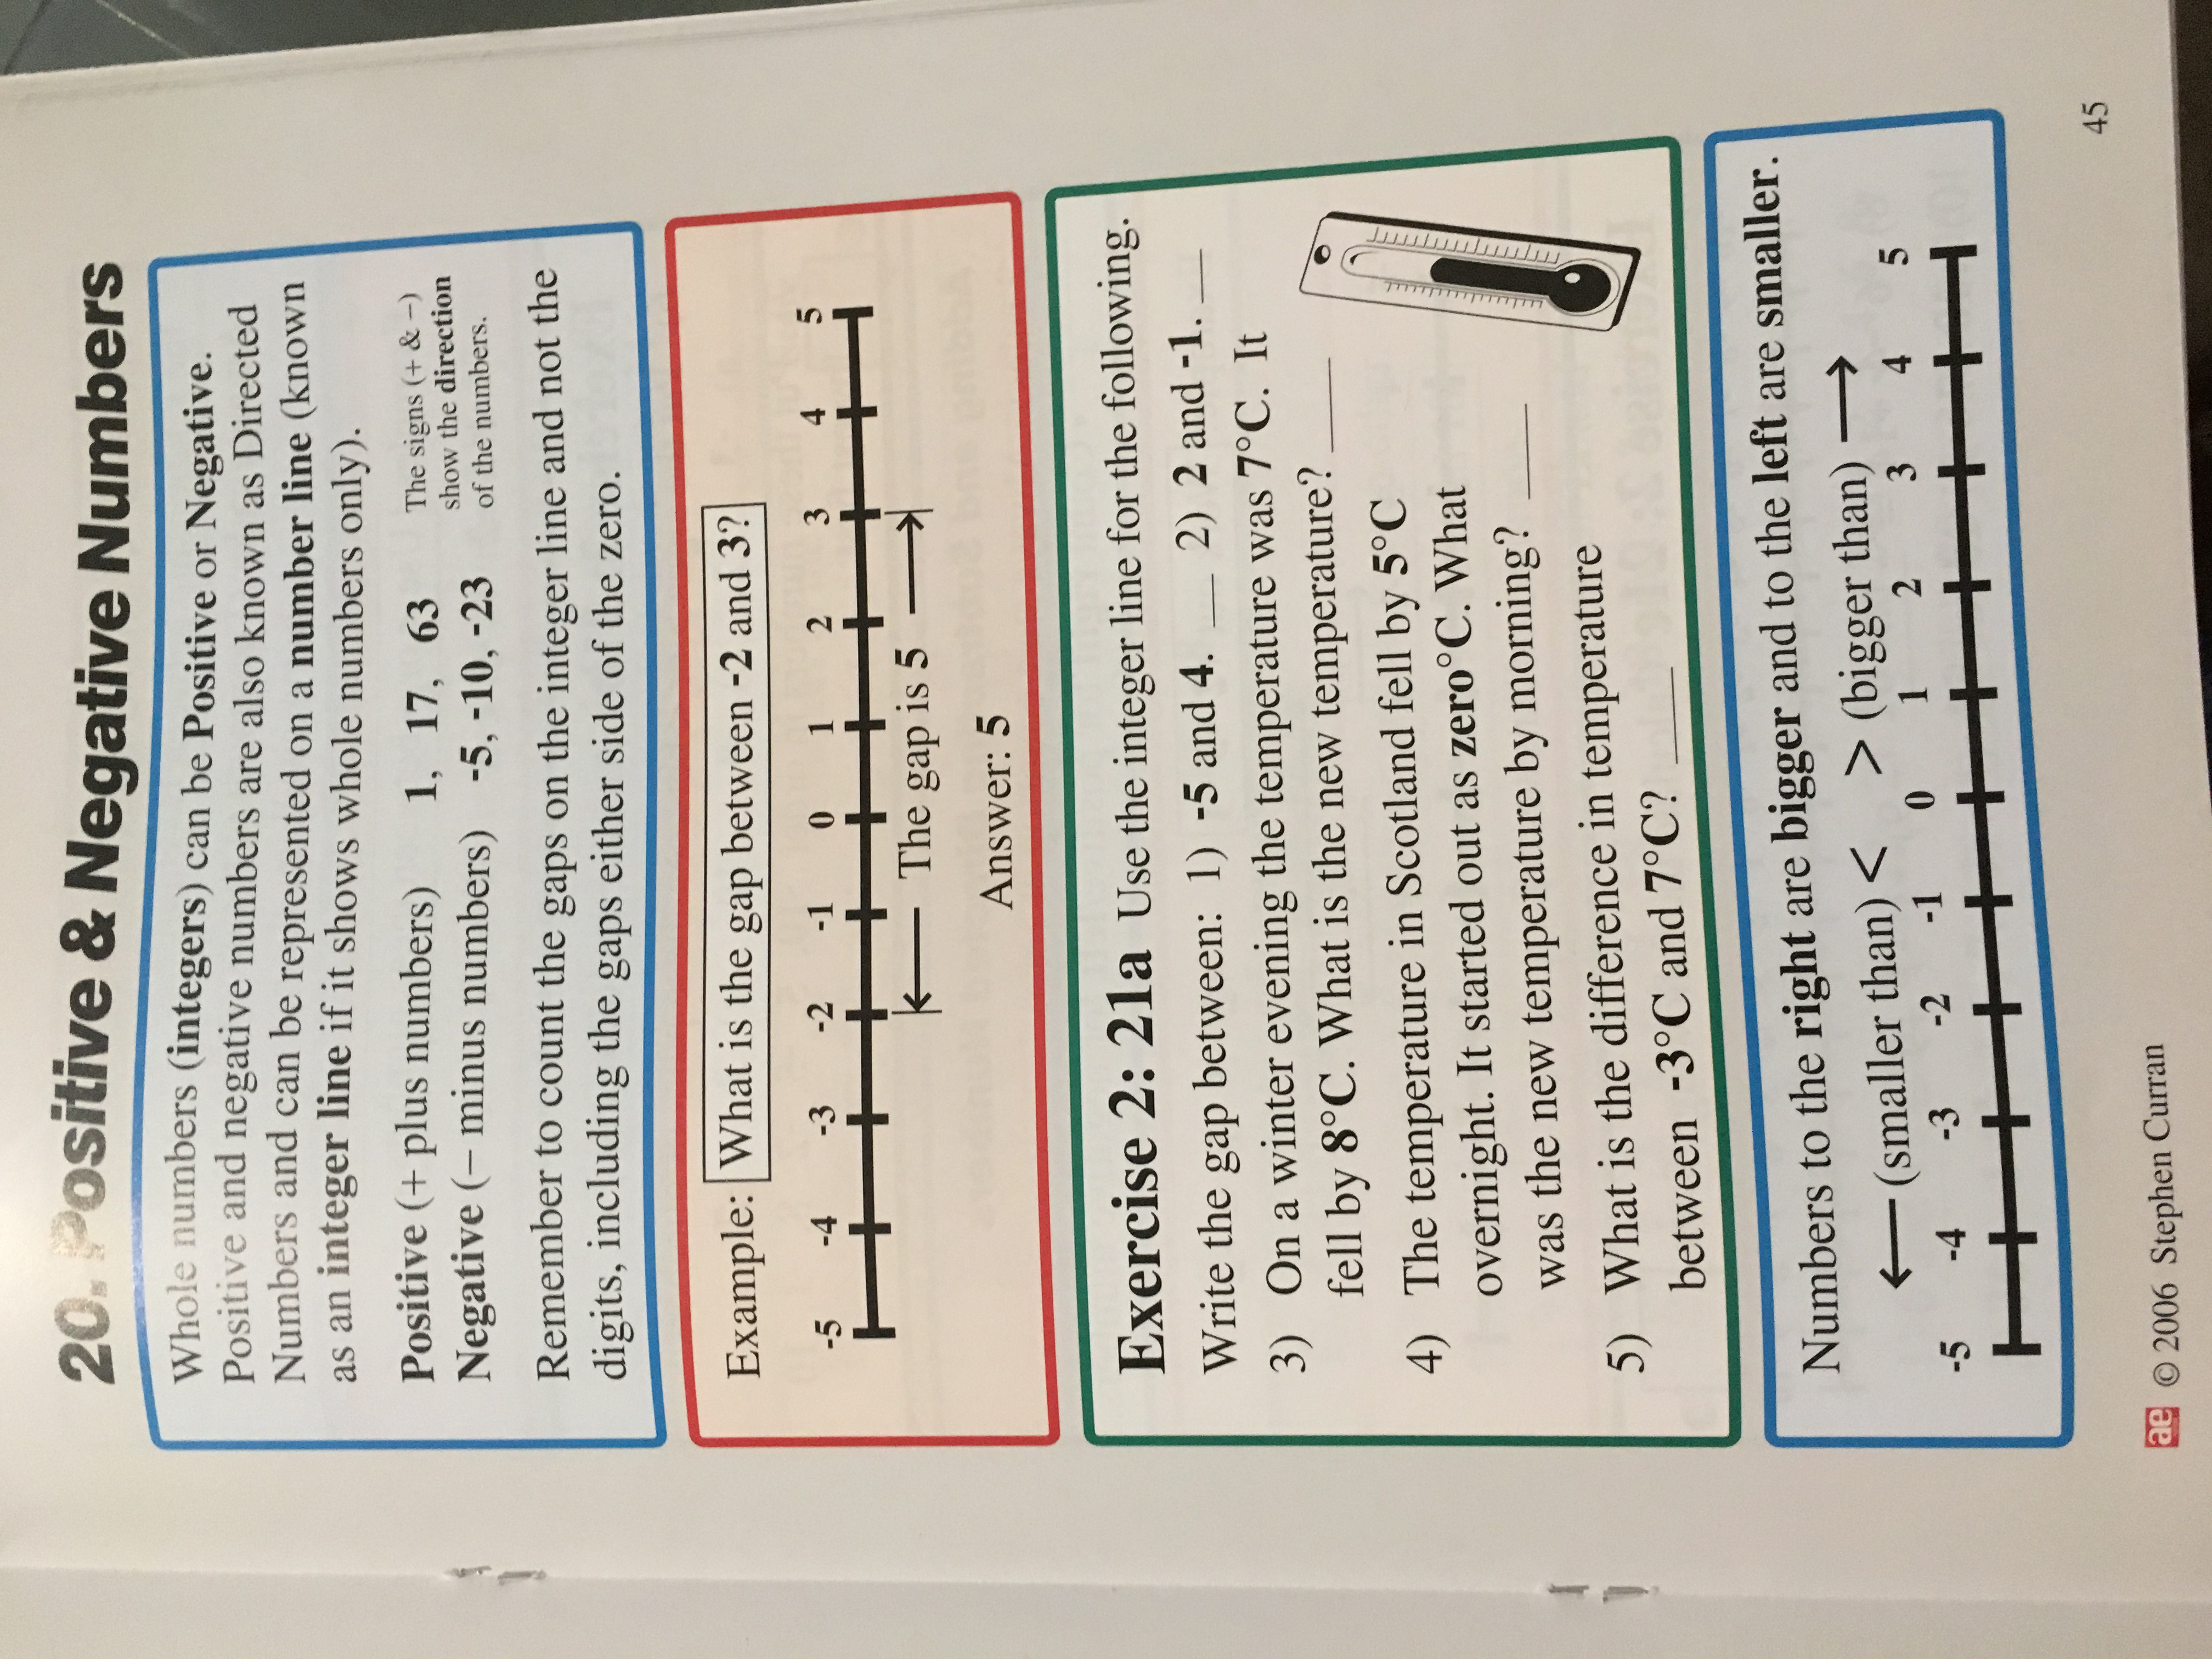 20. Positive & Negative Numbers
Whole numbers (integers) can be Positive or Negative.
Positive and negative numbers are also known as Directed
Numbers and can be represented on a number line (known
as an integer line if it shows whole numbers only).
Positive (+ plus numbers) 1, 17, 63
Negative (– minus numbers) -5, -10, -23
The signs (+ & –)
show the direction
of the numbers.
Remember to count the gaps on the integer line and not the
digits, including the gaps either side of the zero.
Example: What is the gap between -2 and 3?
-5 -4 -3 -2 -1 0 1 2 3 4 5
The gap is 5
Answer: 5
Exercise 2: 21a Use the integer line for the following.
Write the gap between: 1) -5 and 4. __ 2) 2 and -1. __
3) On a winter evening the temperature was 7°C. It
fell by 8°C. What is the new temperature? ____
4) The temperature in Scotland fell by 5°C
overnight. It started out as zero°C. What
was the new temperature by morning? ____
5) What is the difference in temperature
between -3°C and 7°C? ____
Numbers to the right are bigger and to the left are smaller.
← (smaller than) < > (bigger than) →
-5 -4 -3 -2 -1 0 1 2 3 4 5
45
ae © 2006 Stephen Curran